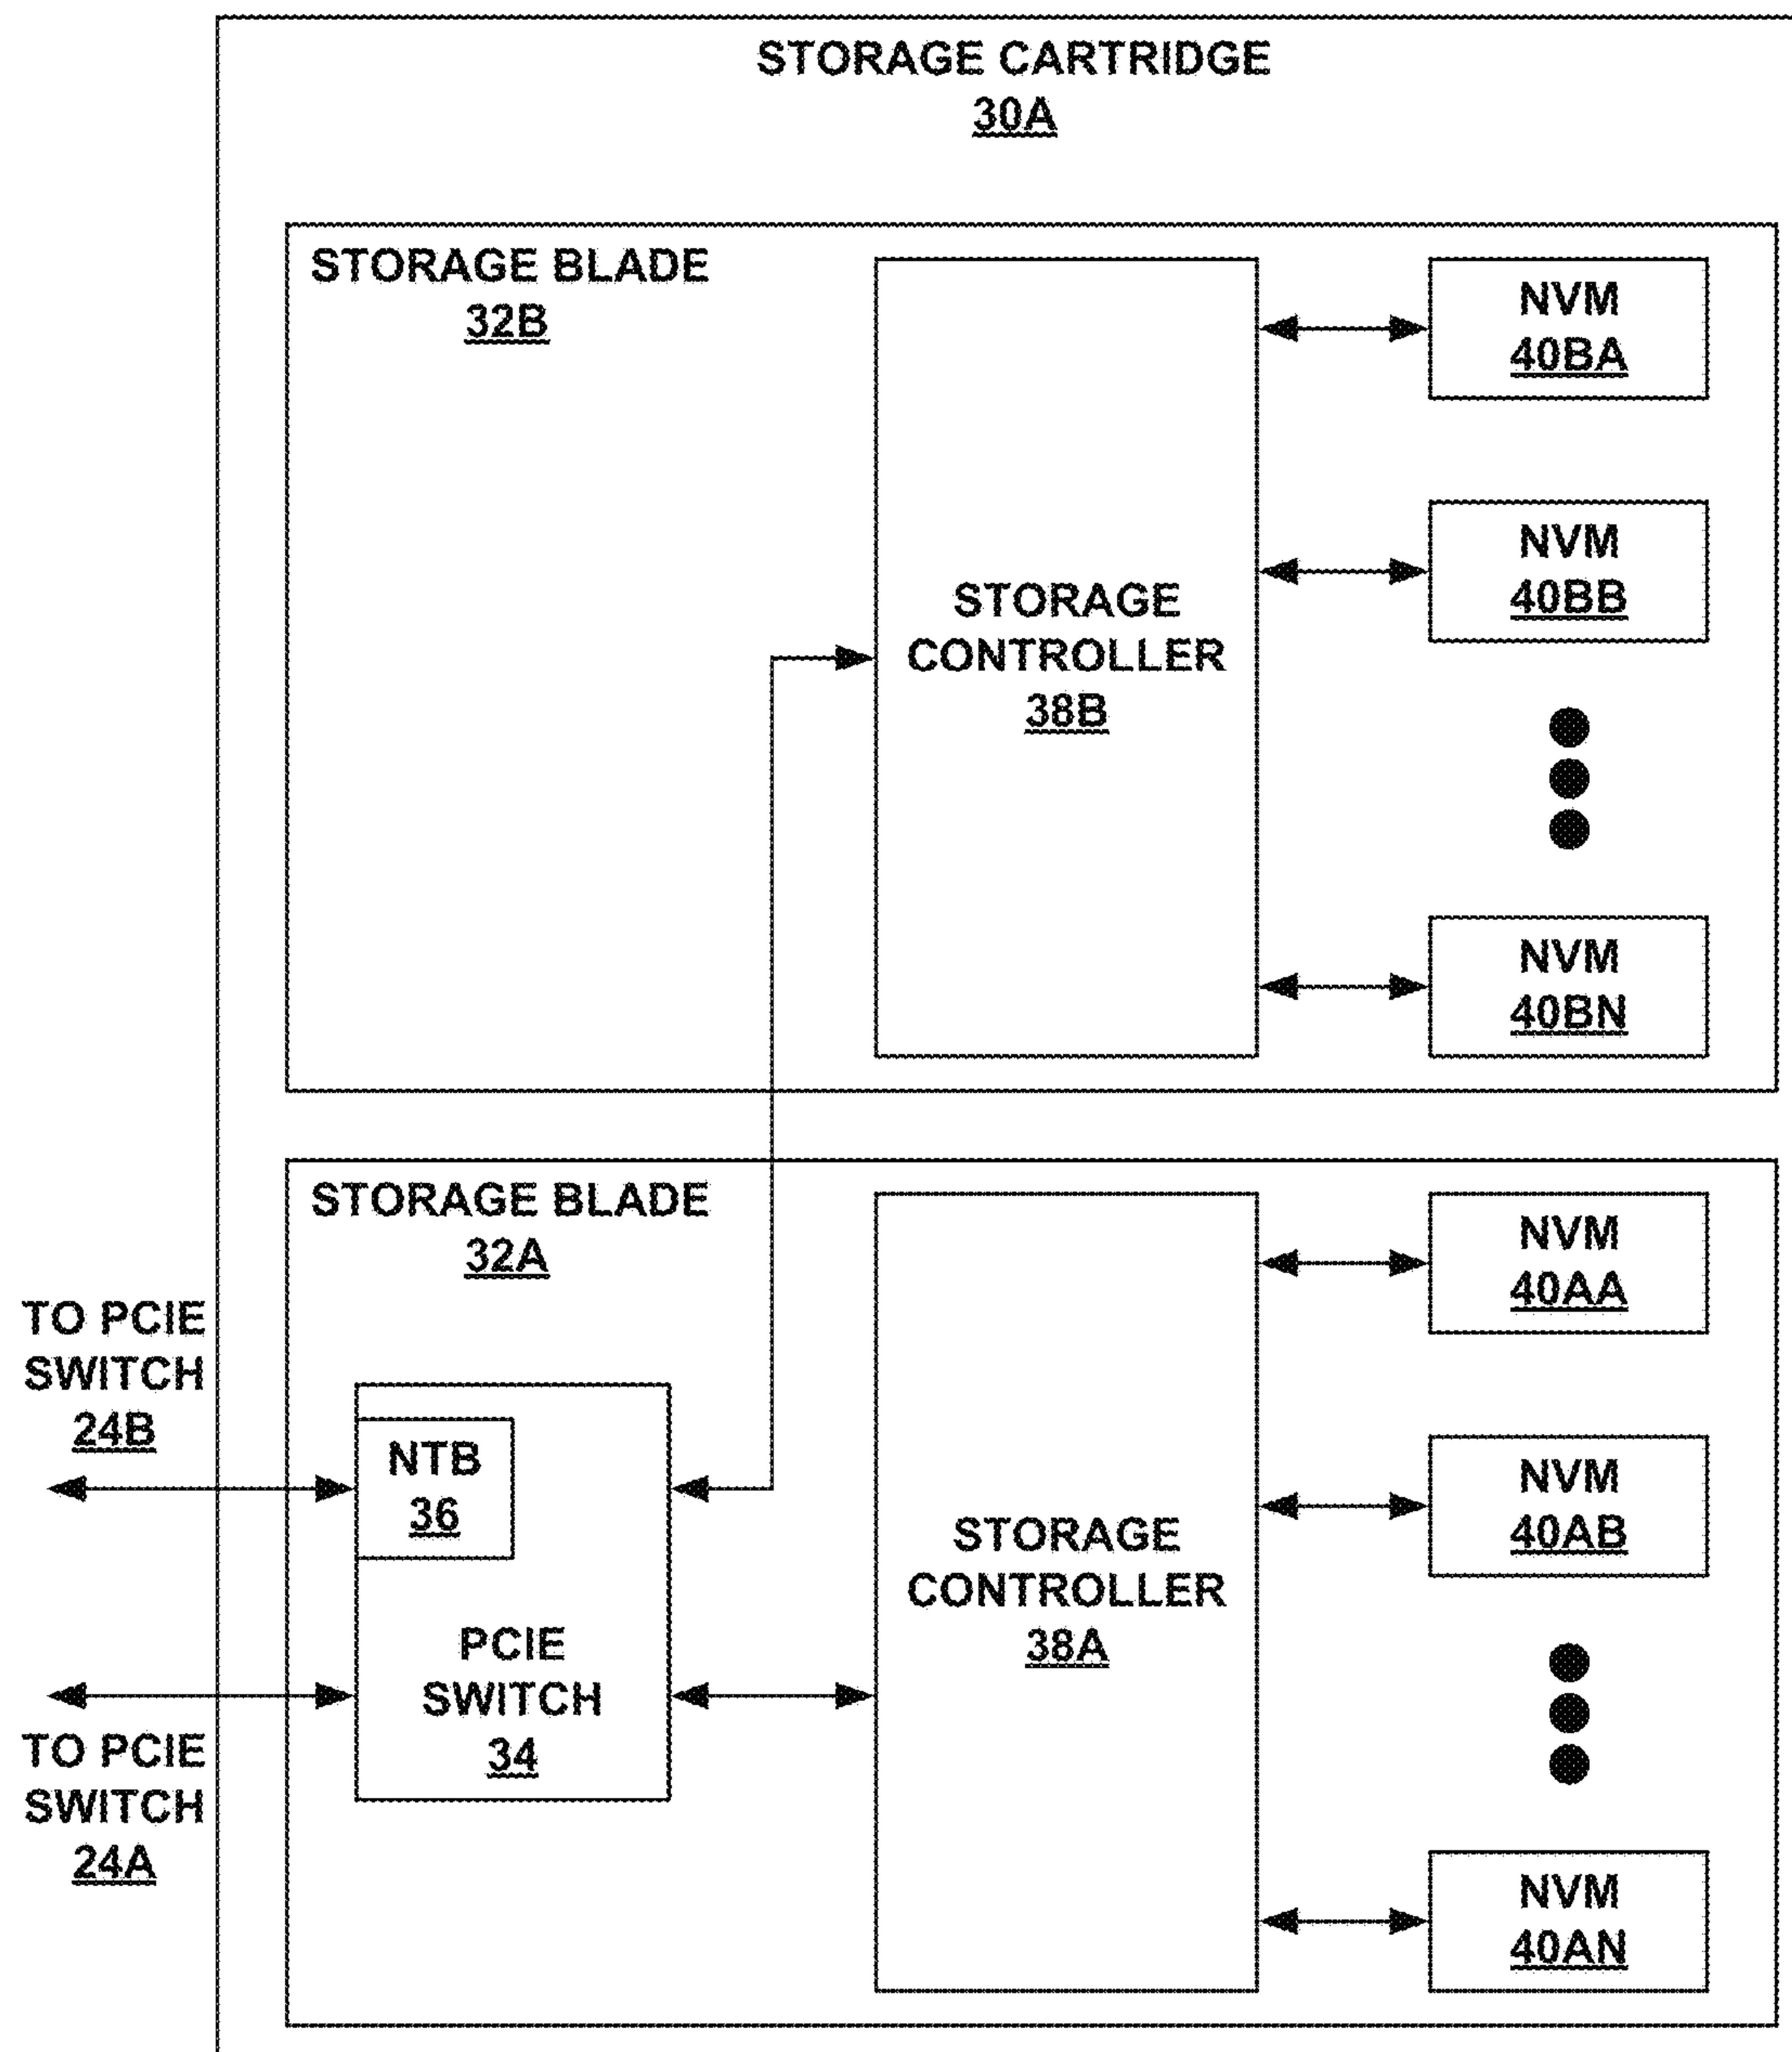 STORAGE CARTRIDGE
30A
STORAGE BLADE
32B
STORAGE
CONTROLLER
38B
NVM
40BA
NVM
40BB
NVM
40BN
STORAGE BLADE
32A
TO PCIE
SWITCH
24B
NTB
36
PCIE
SWITCH
34
TO PCIE
SWITCH
24A
STORAGE
CONTROLLER
38A
NVM
40AA
NVM
40AB
NVM
40AN